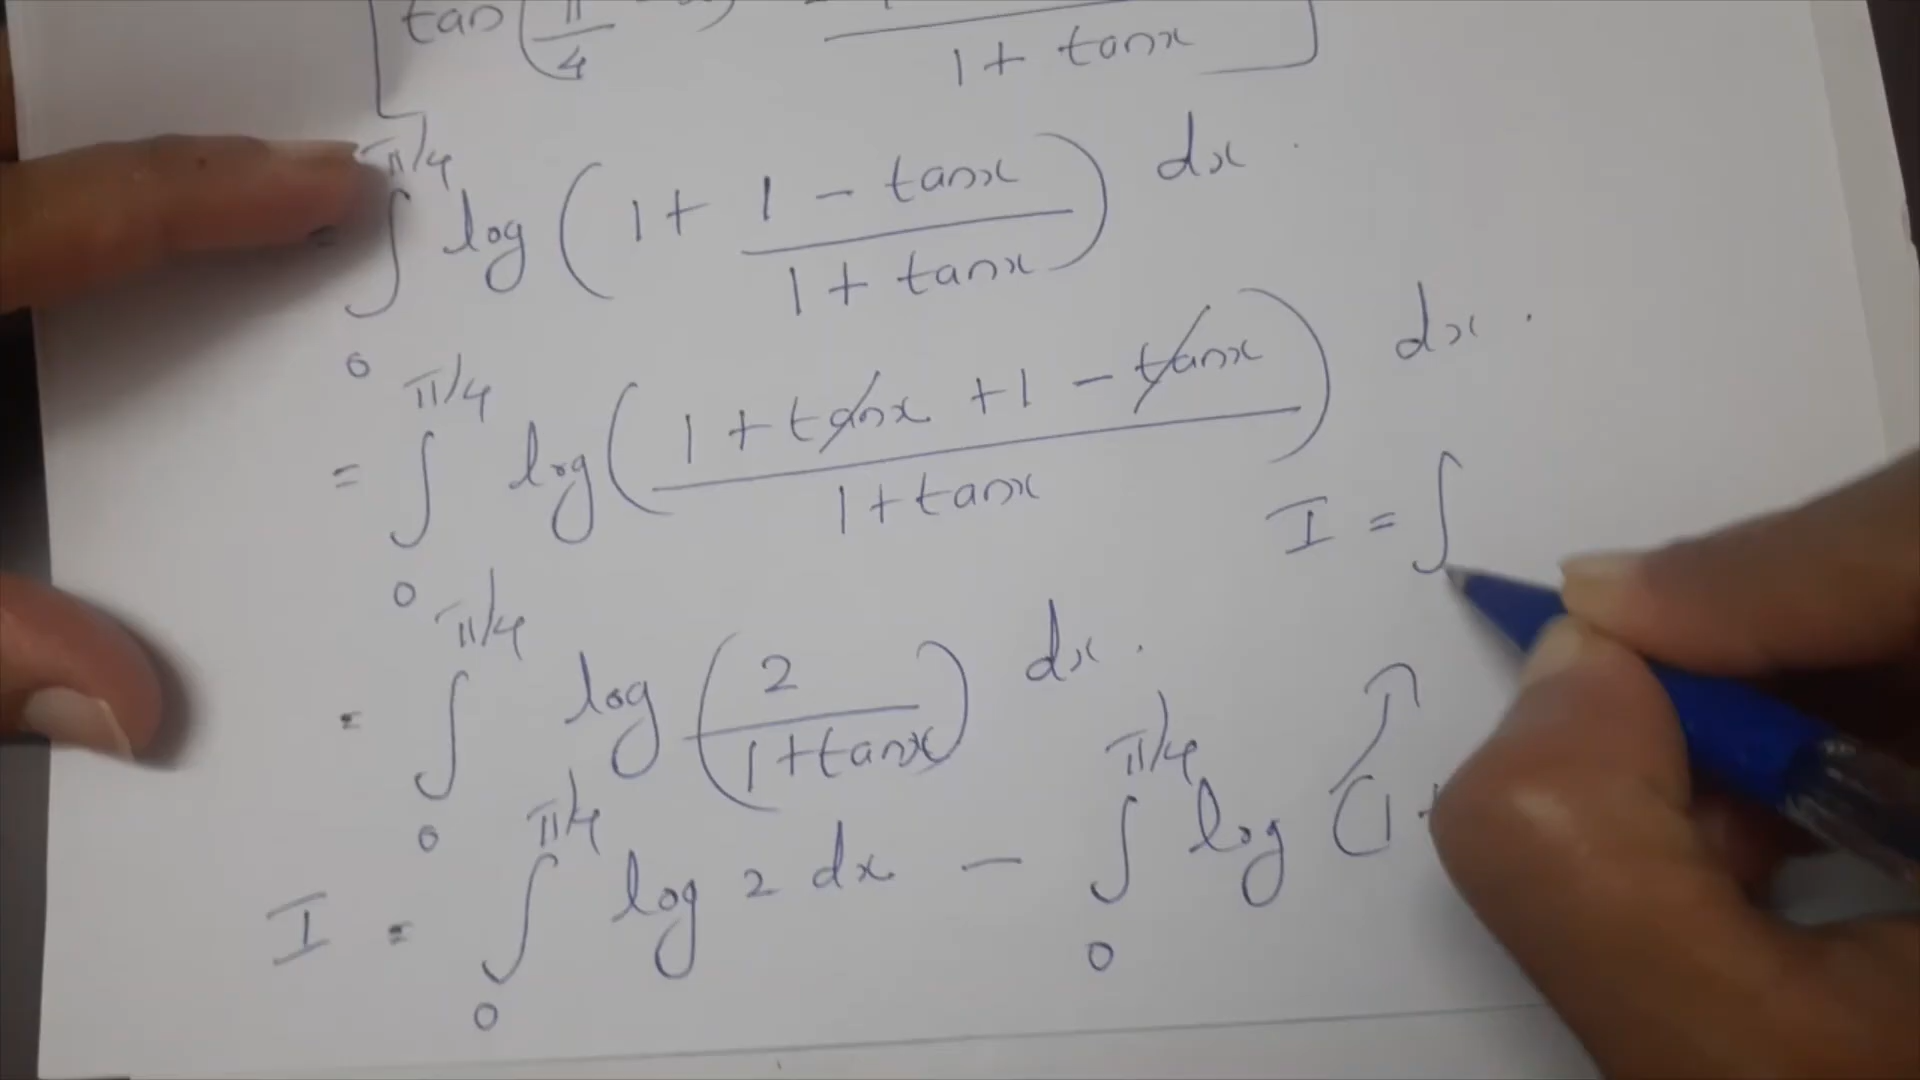 tan(π/4
1 + tanx
= ∫₀^π/4 log (1 + (1 - tanx)/(1 + tanx)) dx.
= ∫₀^π/4 log ((1 + tanx + 1 - tanx)/(1 + tanx)) dx.
= ∫₀^π/4 log (2/(1 + tanx)) dx.
I = ∫
I = ∫₀^π/4 log 2 dx - ∫₀^π/4 log (1 +